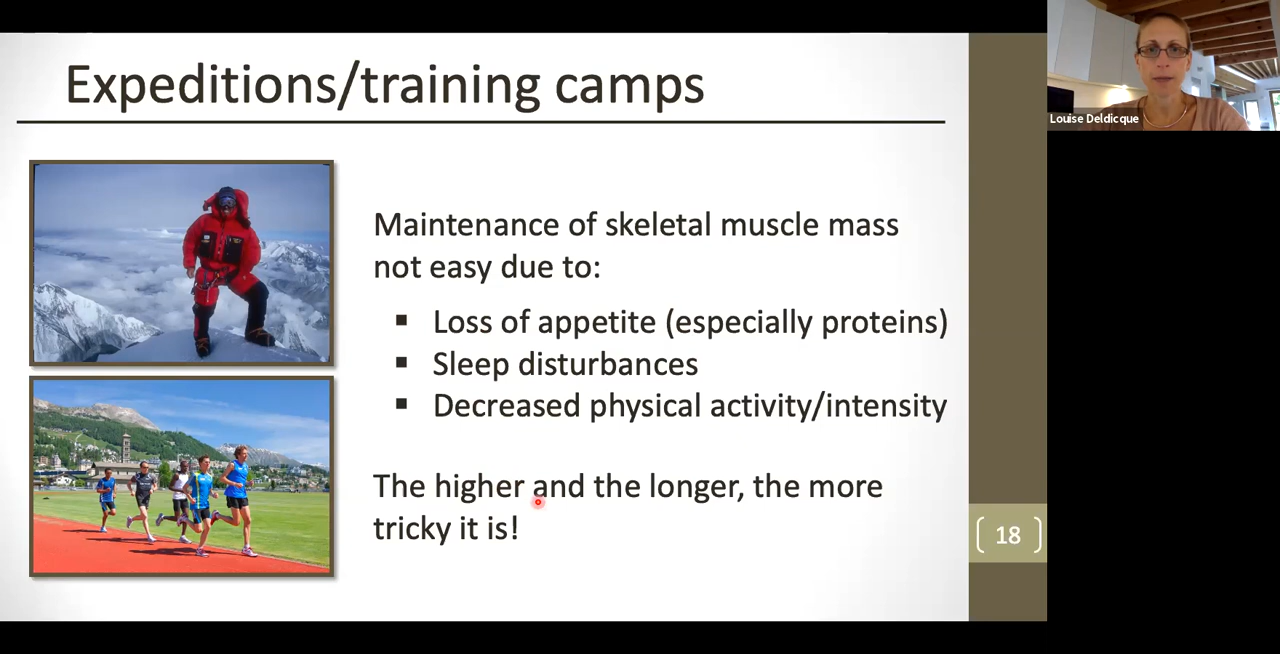 Expeditions/training camps
Louise Deldicque
Maintenance of skeletal muscle mass
not easy due to:
▪ Loss of appetite (especially proteins)
▪ Sleep disturbances
▪ Decreased physical activity/intensity
The higher and the longer, the more
tricky it is!
18